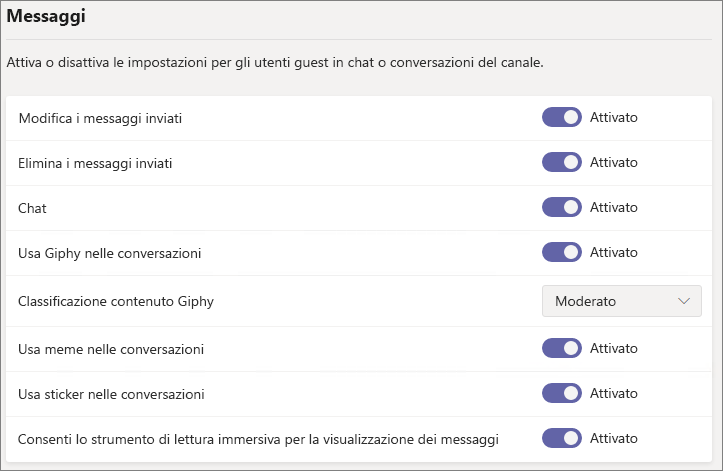 Messaggi
Attiva o disattiva le impostazioni per gli utenti guest in chat o conversazioni del canale.
Modifica i messaggi inviati Attivato
Elimina i messaggi inviati Attivato
Chat Attivato
Usa Giphy nelle conversazioni Attivato
Classificazione contenuto Giphy Moderato
Usa meme nelle conversazioni Attivato
Usa sticker nelle conversazioni Attivato
Consenti lo strumento di lettura immersiva per la visualizzazione dei messaggi Attivato